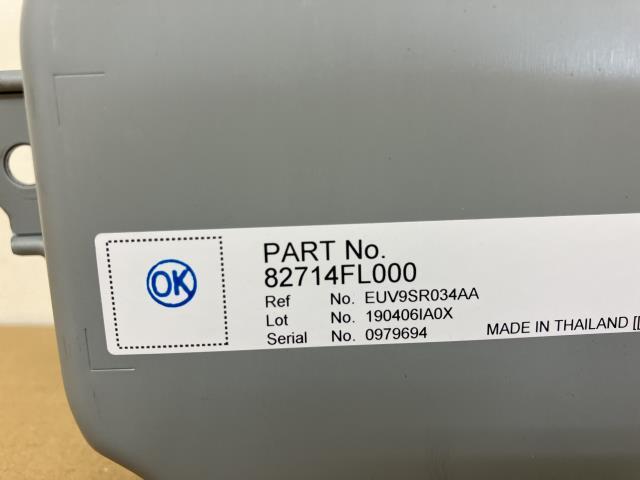 OK
PART No.
82714FL000
Ref No. EUV9SR034AA
Lot No. 190406IA0X
Serial No. 0979694
MADE IN THAILAND [[